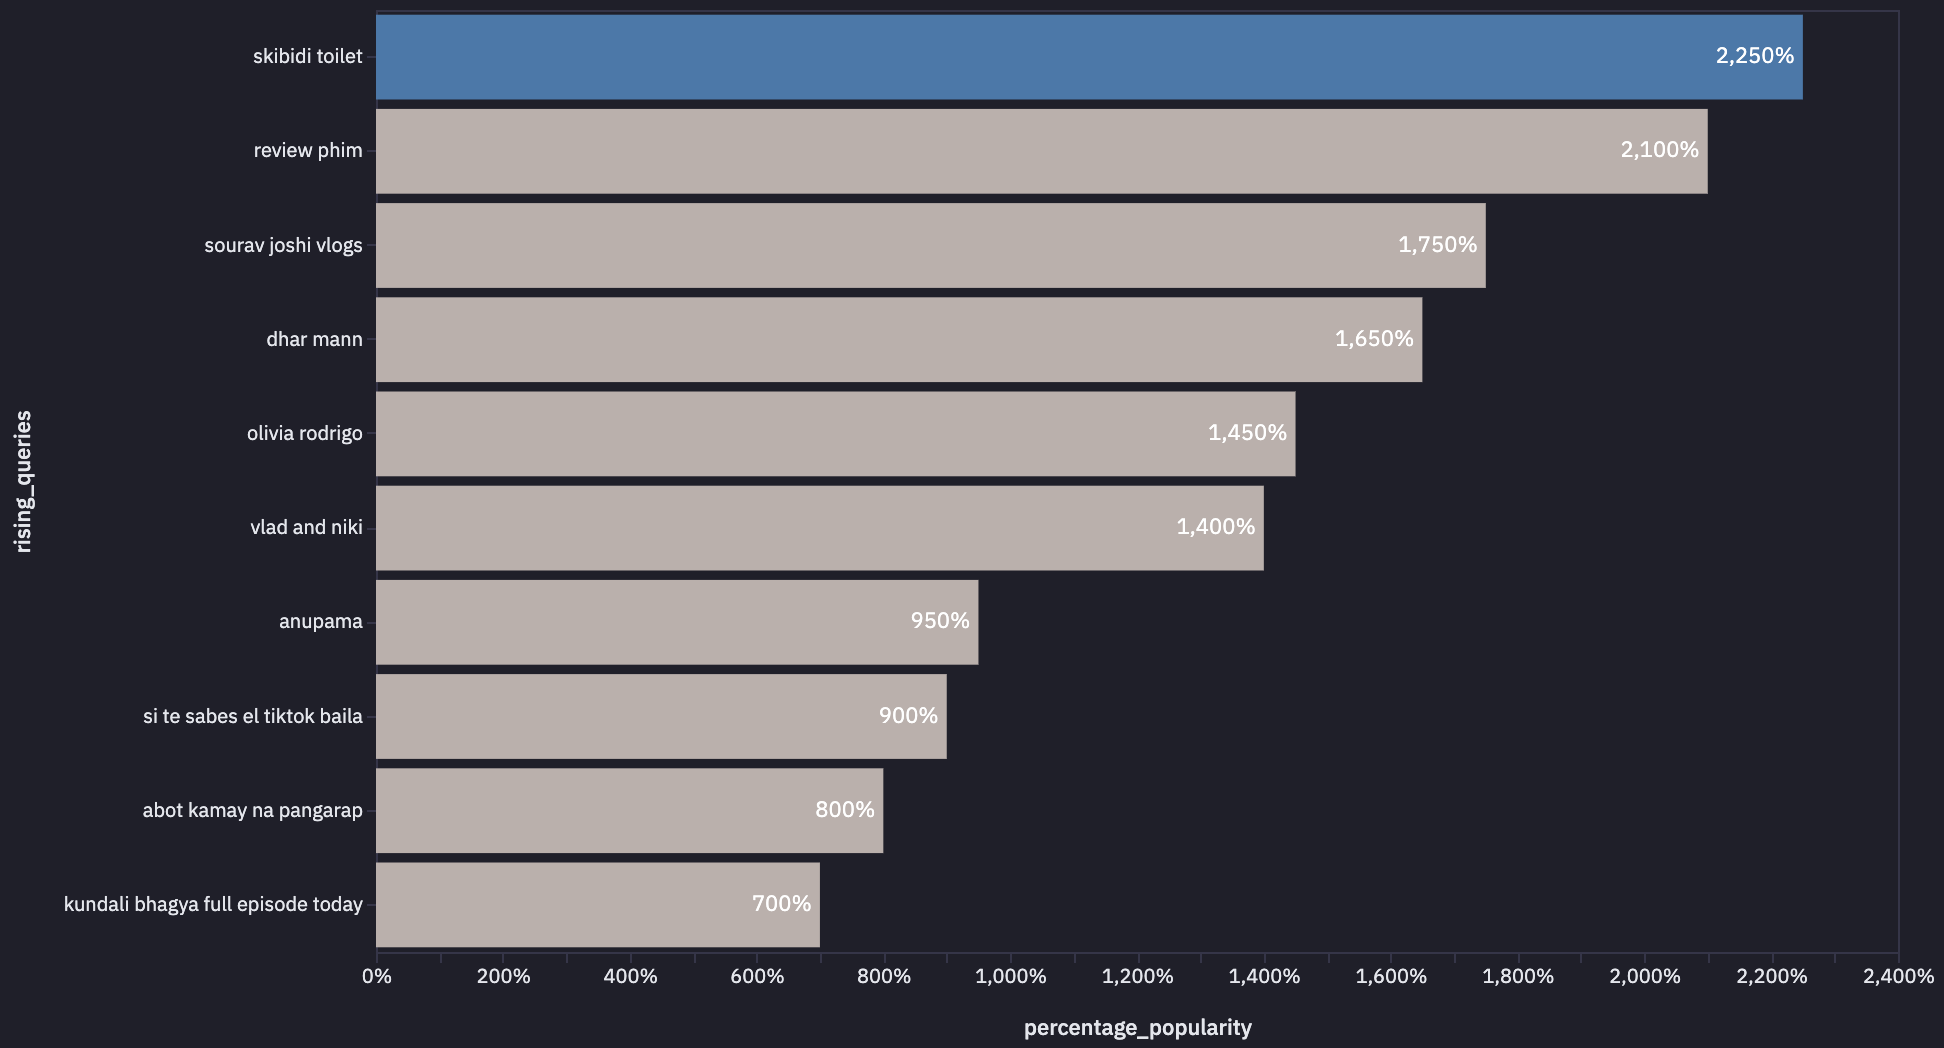 skibidi toilet
2,250%
review phim
2,100%
sourav joshi vlogs
1,750%
dhar mann
1,650%
olivia rodrigo
1,450%
vlad and niki
1,400%
anupama
950%
si te sabes el tiktok baila
900%
abot kamay na pangarap
800%
kundali bhagya full episode today
700%
rising_queries
0% 200% 400% 600% 800% 1,000% 1,200% 1,400% 1,600% 1,800% 2,000% 2,200% 2,400%
percentage_popularity